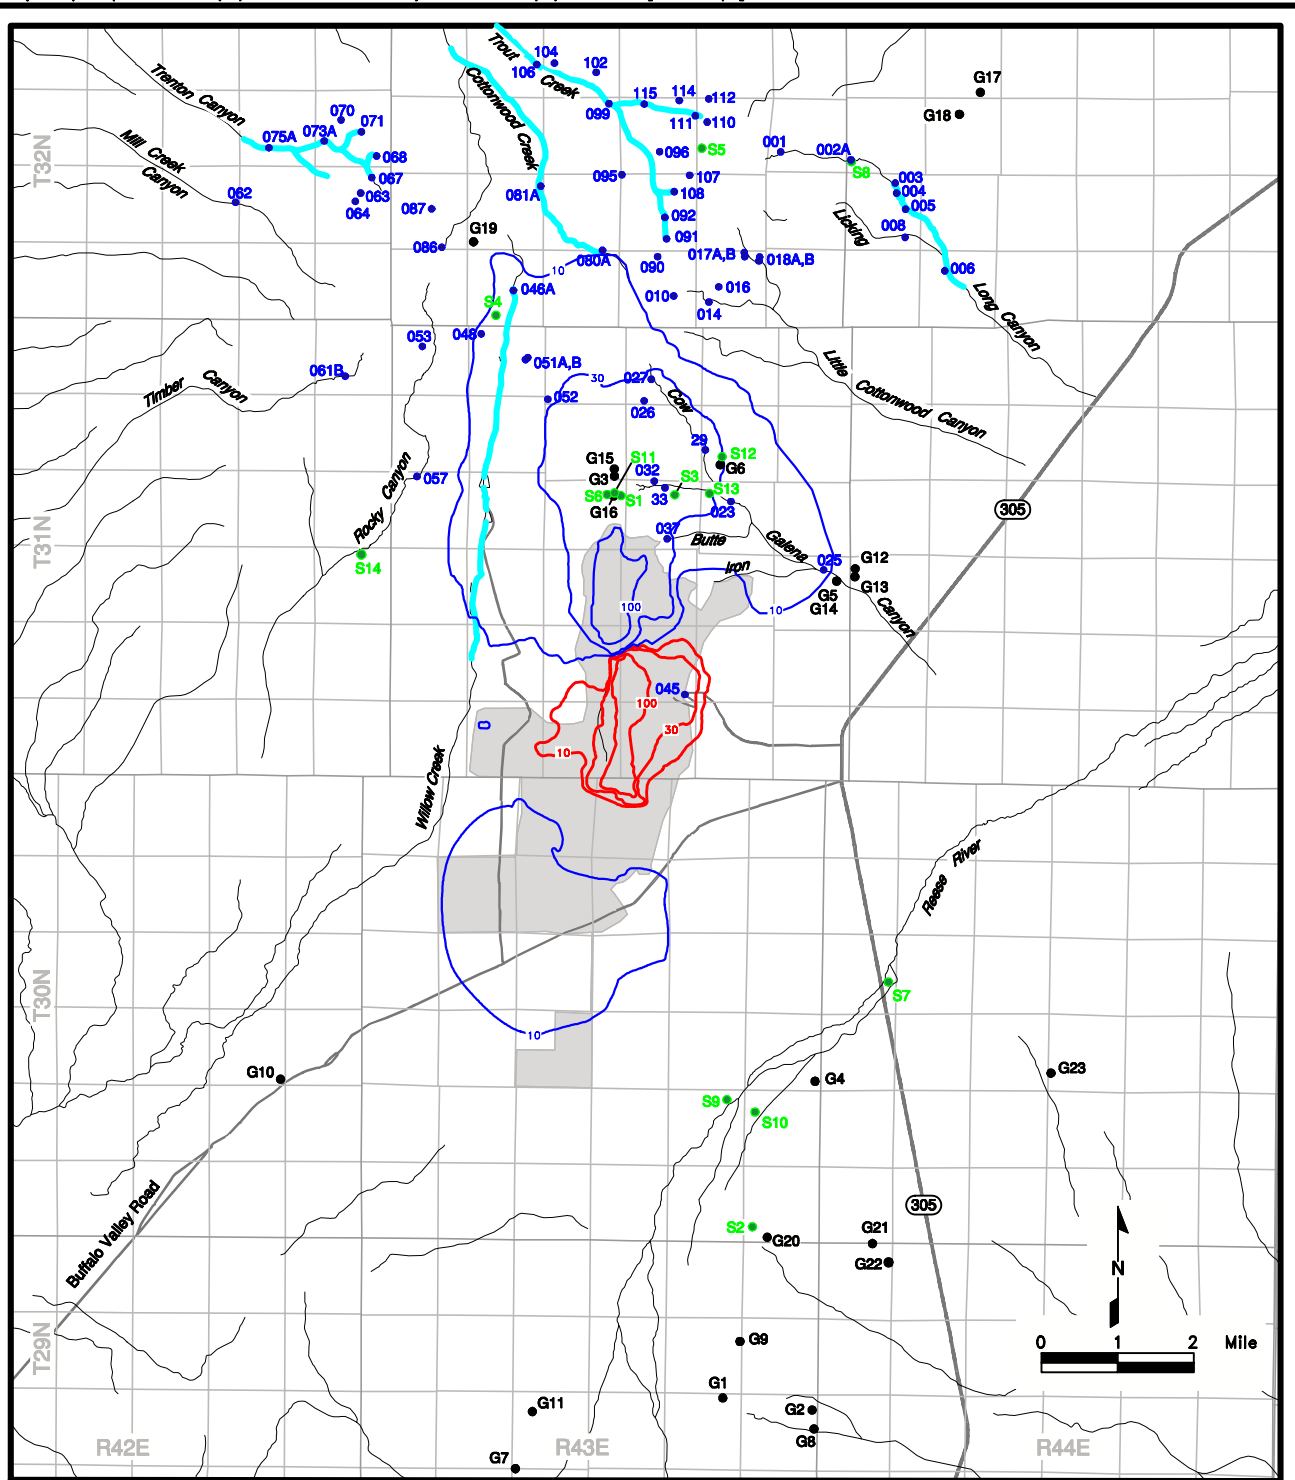 104
106
102
Trout
Creek
Cottonwood Creek
115
114
112
099
111
110
G17
G18
Trenton Canyon
070
073A
071
075A
068
067
063
064
Mill Creek
Canyon
062
T32N
096
S5
001
002A
S8
095
107
108
003
004
005
008
Licking
081A
087
092
091
086
G19
080A
10
090
017A,B
018A,B
006
Long Canyon
046A
S4
010
016
014
048
053
051A,B
061B
Timber Canyon
052
30
027
026
Cow
Little Cottonwood Canyon
29
S12
G6
G15
S11
G3
032
S3
S13
S6
S1
33
G16
023
057
Rocky Canyon
305
T31N
037
Butte
Galena
S14
Iron
025
G12
G13
G5
G14
Canyon
100
10
045
100
30
10
Willow Creek
Reese River
T30N
S7
10
G10
G4
G23
S9
S10
305
Buffalo Valley Road
S2
G20
G21
G22
N
T29N
G9
0 1 2 Mile
G1
G11
G2
G8
G7
R42E
R43E
R44E